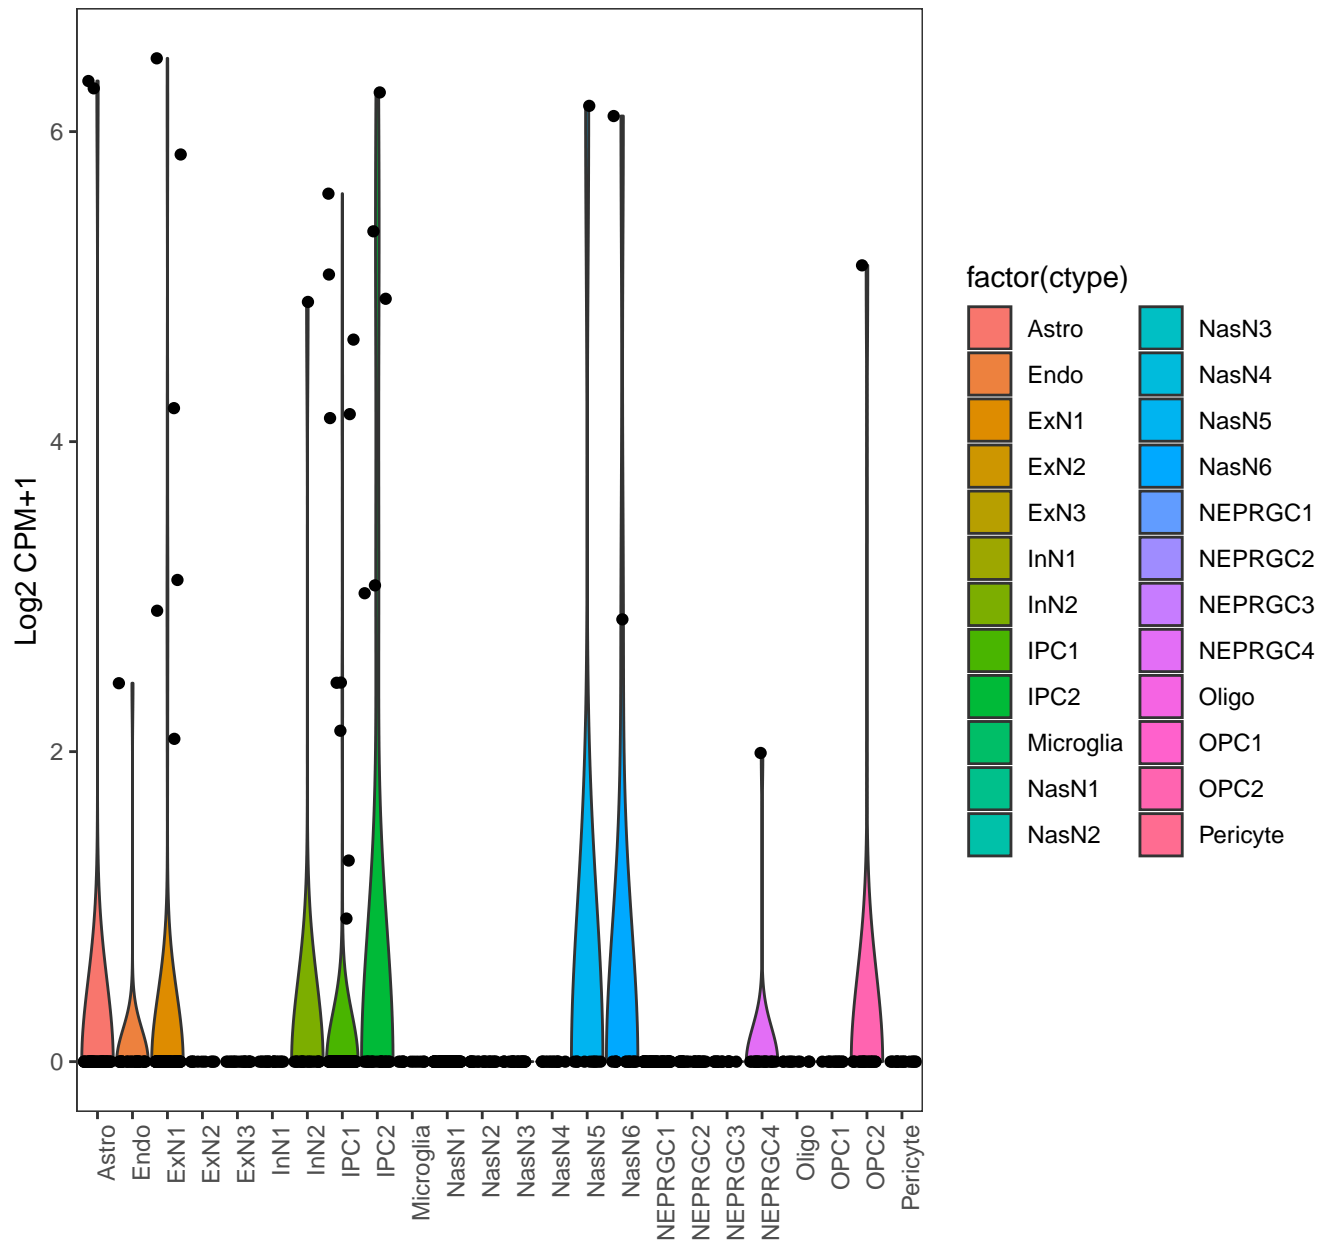 6
4
2
0
Log2 CPM+1
Astro
Endo
ExN1
ExN2
ExN3
InN1
InN2
IPC1
IPC2
Microglia
NasN1
NasN2
NasN3
NasN4
NasN5
NasN6
NEPRGC1
NEPRGC2
NEPRGC3
NEPRGC4
Oligo
OPC1
OPC2
Pericyte
factor(ctype)
Astro
Endo
ExN1
ExN2
ExN3
InN1
InN2
IPC1
IPC2
Microglia
NasN1
NasN2
NasN3
NasN4
NasN5
NasN6
NEPRGC1
NEPRGC2
NEPRGC3
NEPRGC4
Oligo
OPC1
OPC2
Pericyte